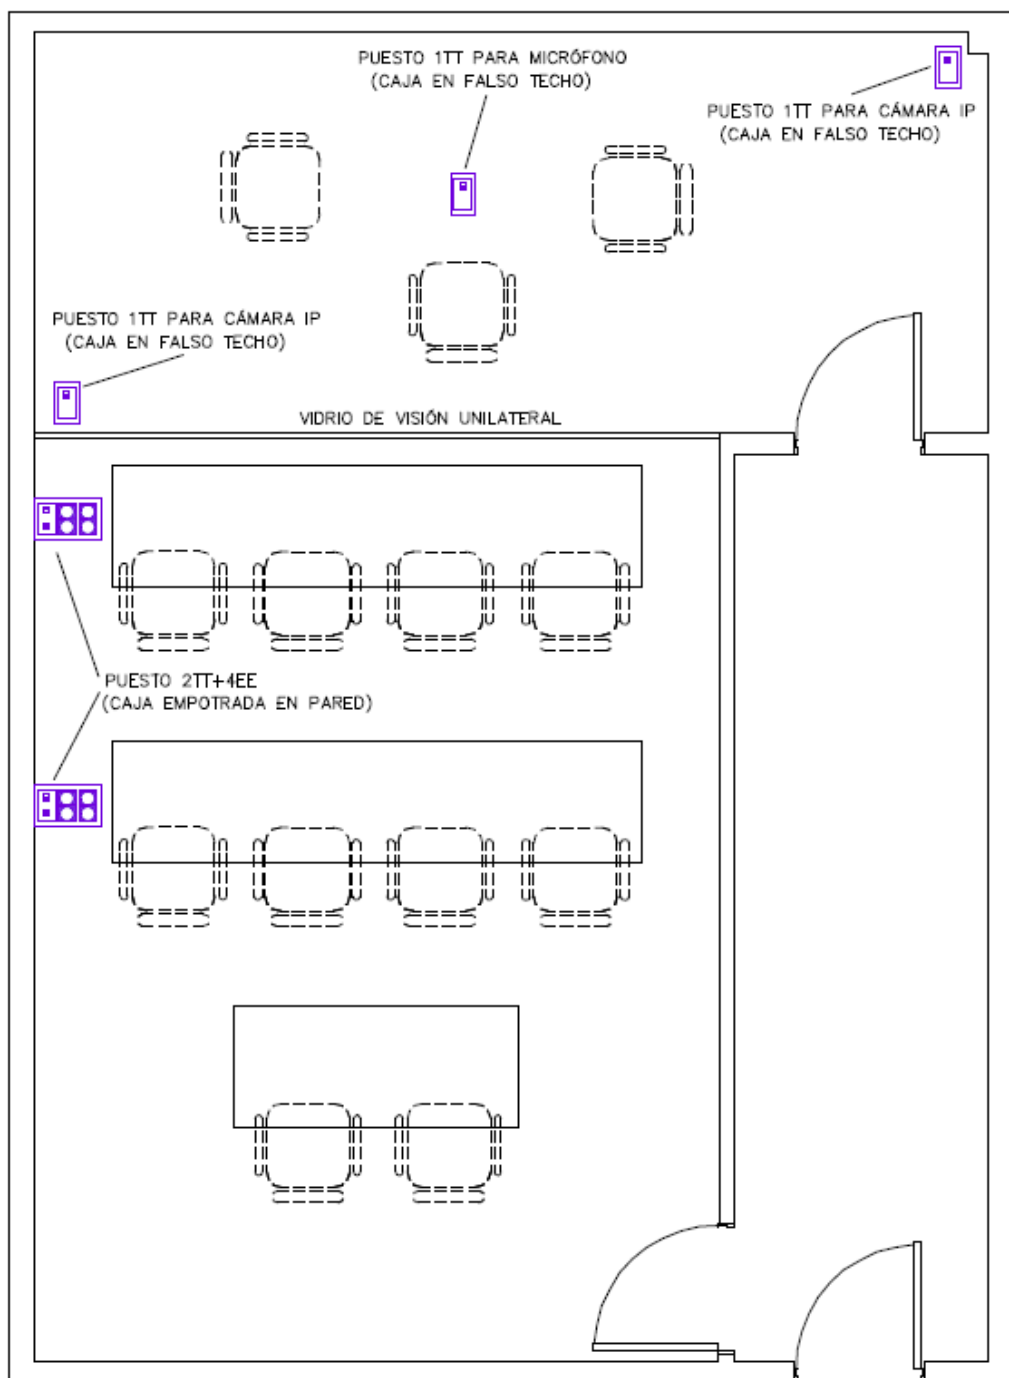 PUESTO 1TT PARA MICRÓFONO
(CAJA EN FALSO TECHO)
PUESTO 1TT PARA CÁMARA IP
(CAJA EN FALSO TECHO)
PUESTO 1TT PARA CÁMARA IP
(CAJA EN FALSO TECHO)
VIDRIO DE VISIÓN UNILATERAL
PUESTO 2TT+4EE
(CAJA EMPOTRADA EN PARED)